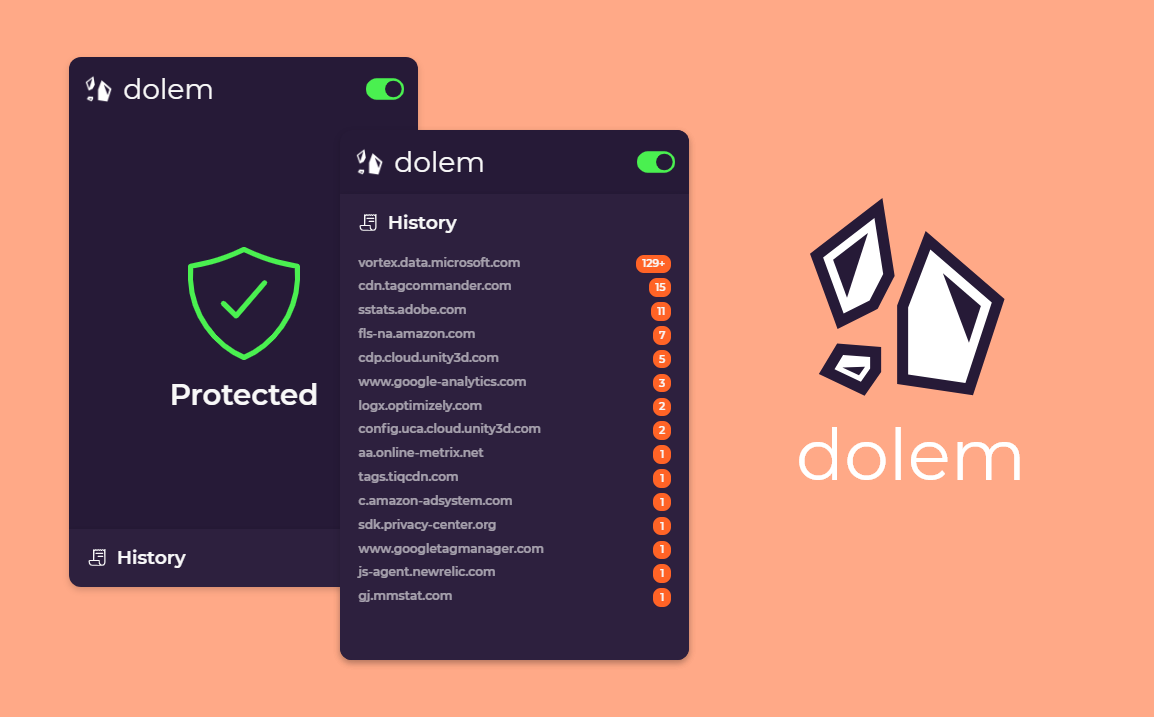 dolem
Protected
History
dolem
History
vortex.data.microsoft.com 129+
cdn.tagcommander.com 15
sstats.adobe.com 11
fls-na.amazon.com 7
cdp.cloud.unity3d.com 5
www.google-analytics.com 3
logx.optimizely.com 2
config.uca.cloud.unity3d.com 2
aa.online-metrix.net 1
tags.tiqcdn.com 1
c.amazon-adsystem.com 1
sdk.privacy-center.org 1
www.googletagmanager.com 1
js-agent.newrelic.com 1
gj.mmstat.com 1
dolem